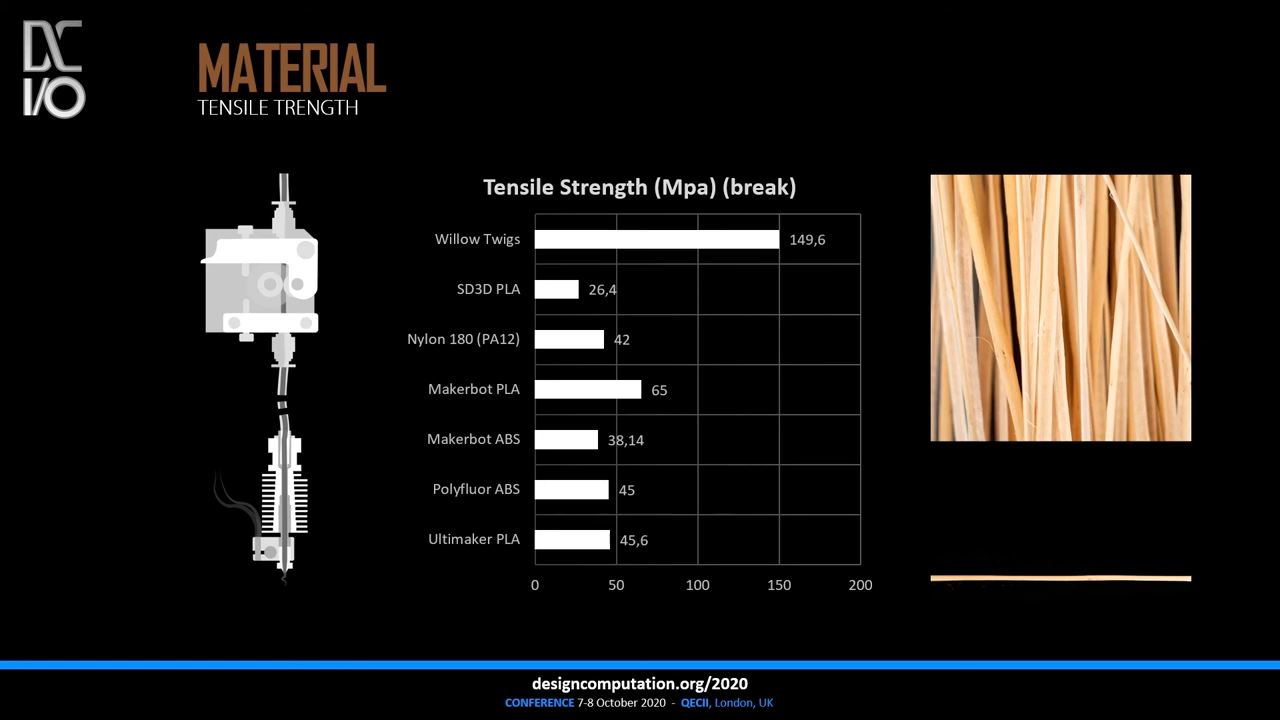 DC
I/O
MATERIAL
TENSILE TRENGTH
Tensile Strength (Mpa) (break)
Willow Twigs 149,6
SD3D PLA 26,4
Nylon 180 (PA12) 42
Makerbot PLA 65
Makerbot ABS 38,14
Polyfluor ABS 45
Ultimaker PLA 45,6
0 50 100 150 200
designcomputation.org/2020
CONFERENCE 7-8 October 2020 - QECII, London, UK